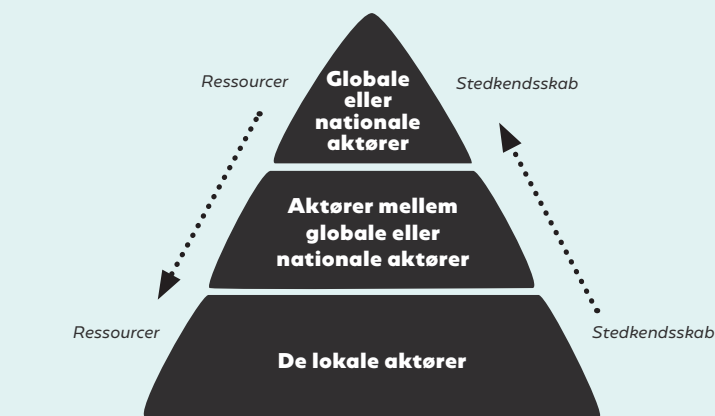 Ressourcer
Globale
eller
nationale
aktører
Stedkendsskab
Aktører mellem
globale eller
nationale aktører
Ressourcer
Stedkendsskab
De lokale aktører